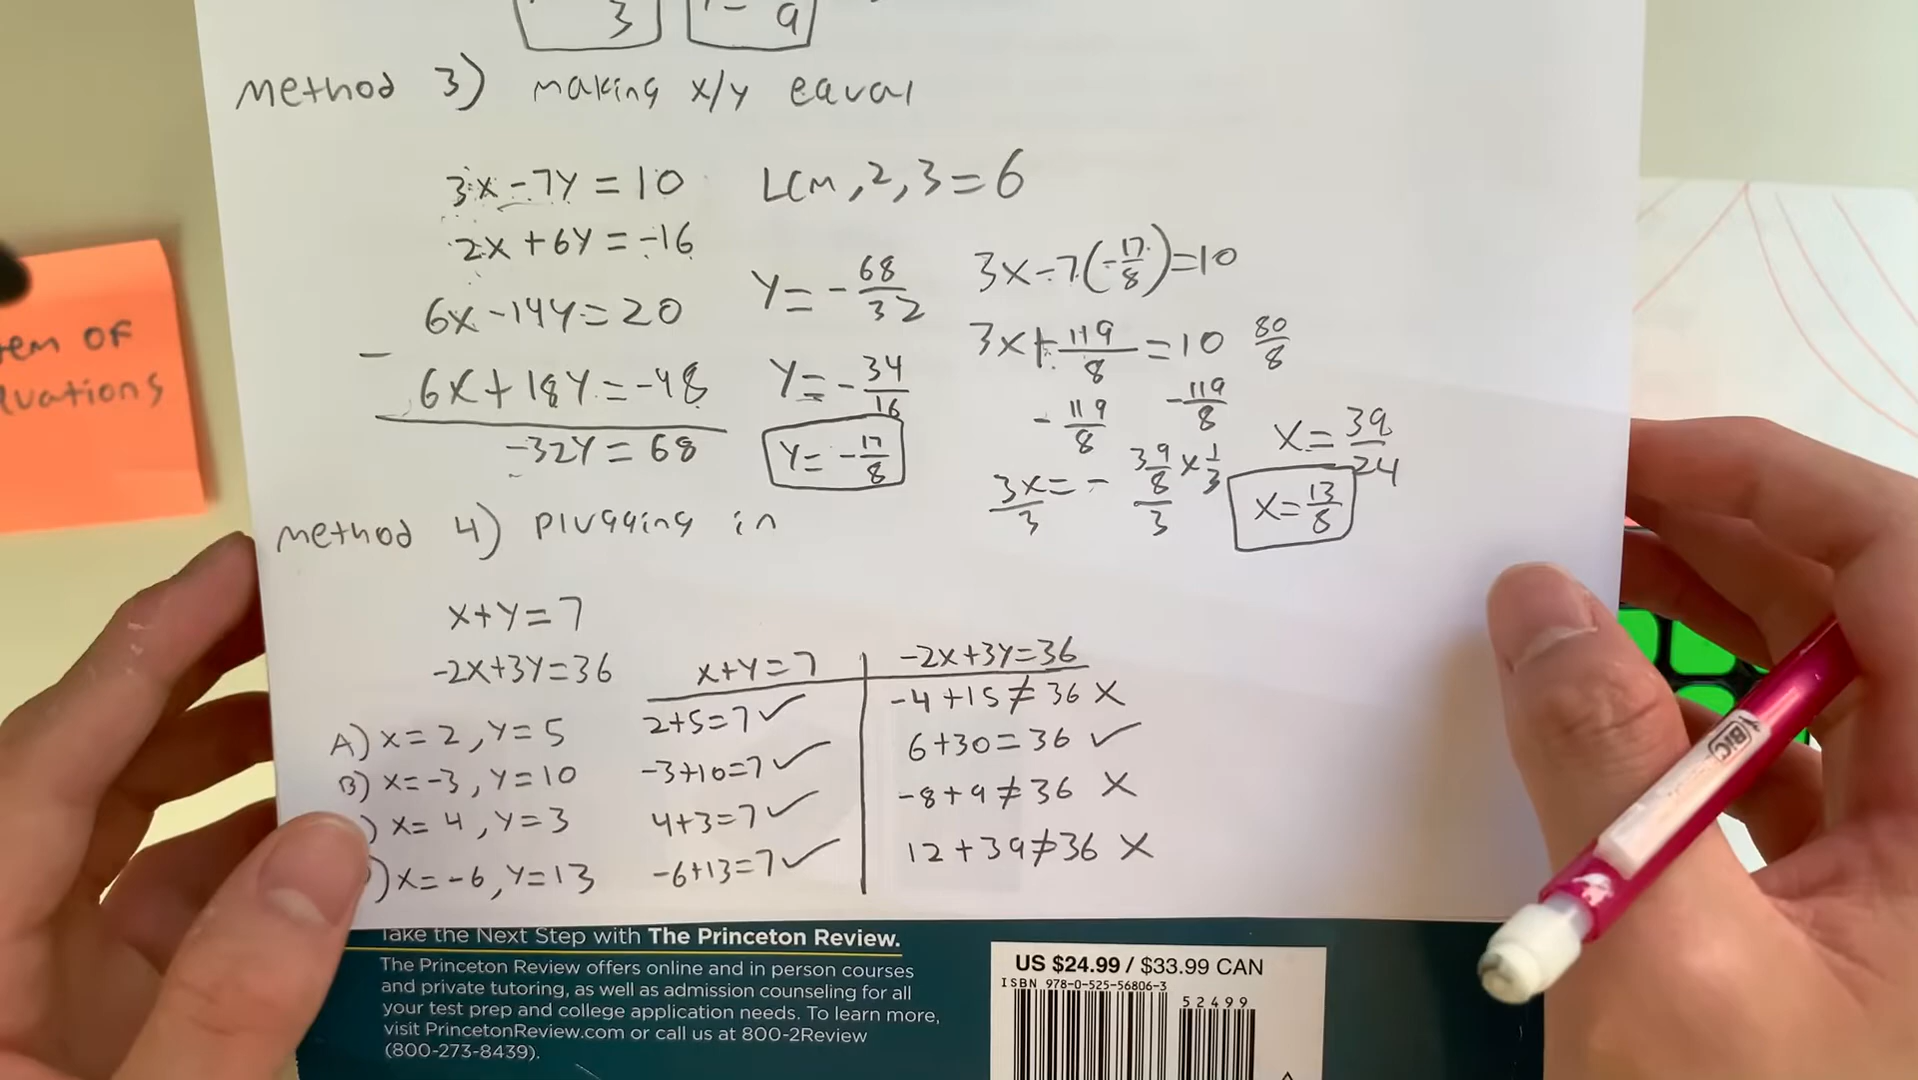 3
9
method 3) making x/y equal
3x-7y=10 LCM,2,3=6
2x+6y=-16
6x-14y=20
- 6x+18y=-48
-32y=68
y=-68/32
y=-34/16
y=-17/8
3x-7(-17/8)=10
3x+119/8=10 80/8
-119/8 -119/8
3x/3=-39/8/3 x 1/3
x=39/24
x=13/8
method 4) plugging in
x+y=7
-2x+3y=36
A) x=2, y=5
B) x=-3, y=10
) x=4, y=3
) x=-6, y=13
x+y=7
2+5=7 ✓
-3+10=7 ✓
4+3=7 ✓
-6+13=7 ✓
-2x+3y=36
-4+15≠36 X
6+30=36 ✓
-8+9≠36 X
12+39≠36 X
em OF
uations
BIC
Take the Next Step with The Princeton Review.
The Princeton Review offers online and in person courses
and private tutoring, as well as admission counseling for all
your test prep and college application needs. To learn more,
visit PrincetonReview.com or call us at 800-2Review
(800-273-8439).
US $24.99 / $33.99 CAN
ISBN 978-0-525-56806-3
52499